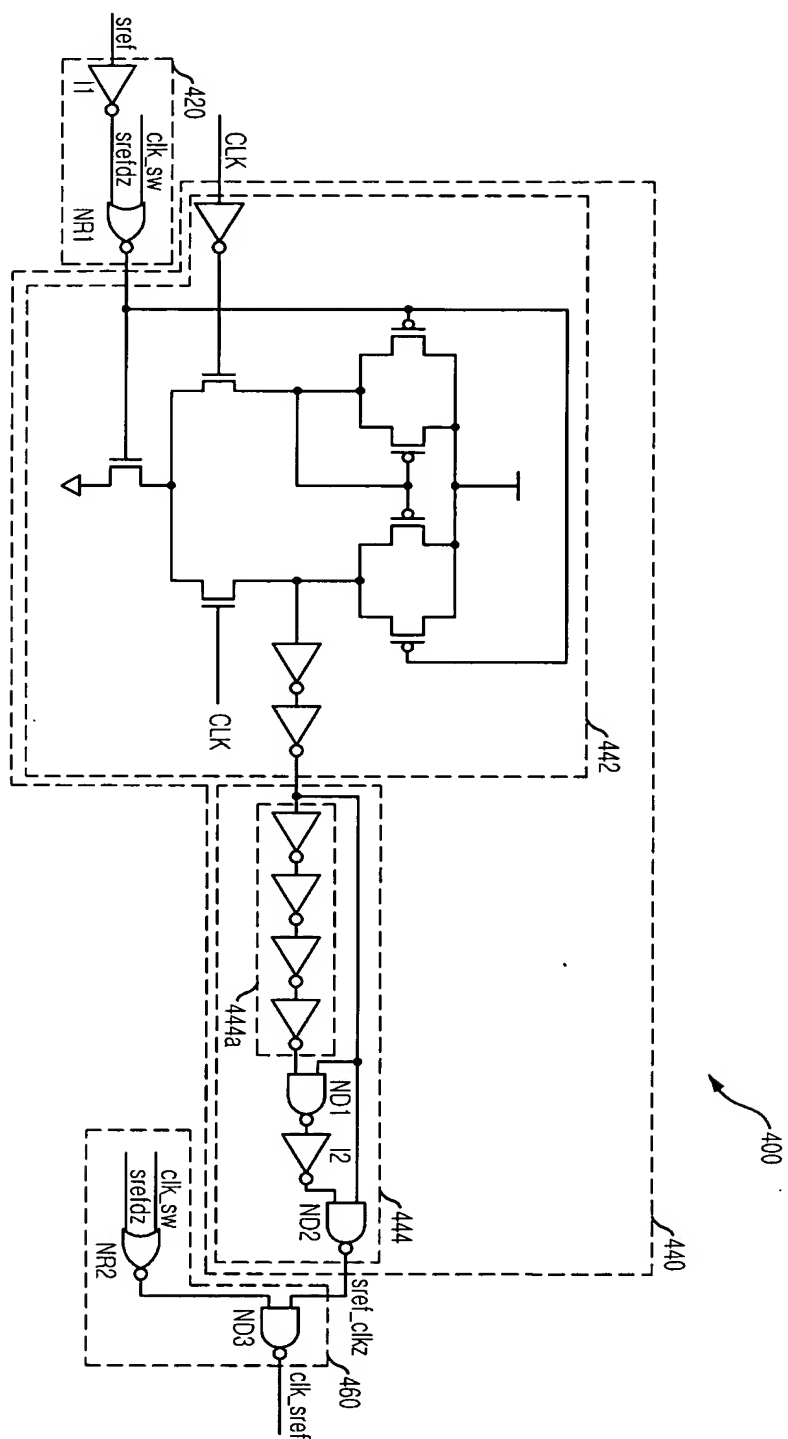 400
440
442
CLK
CLK
420
sref
I1
clk_sw
srefdz
NR1
444a
ND1
I2
ND2
444
sref_clkz
clk_sw
srefdz
NR2
ND3
460
clk_sref